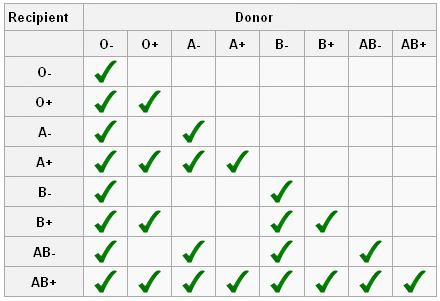 Recipient Donor
O- O+ A- A+ B- B+ AB- AB+
O-
O+
A-
A+
B-
B+
AB-
AB+